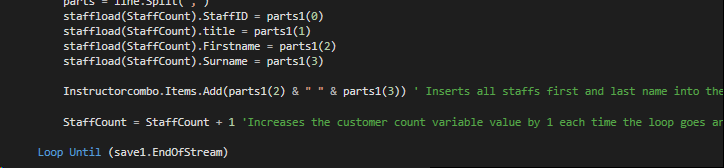 parts = line.Split(",")
staffload(StaffCount).StaffID = parts1(0)
staffload(StaffCount).title = parts1(1)
staffload(StaffCount).Firstname = parts1(2)
staffload(StaffCount).Surname = parts1(3)
Instructorcombo.Items.Add(parts1(2) & " " & parts1(3)) ' Inserts all staffs first and last name into the
StaffCount = StaffCount + 1 'Increases the customer count variable value by 1 each time the loop goes
Loop Until (save1.EndOfStream)